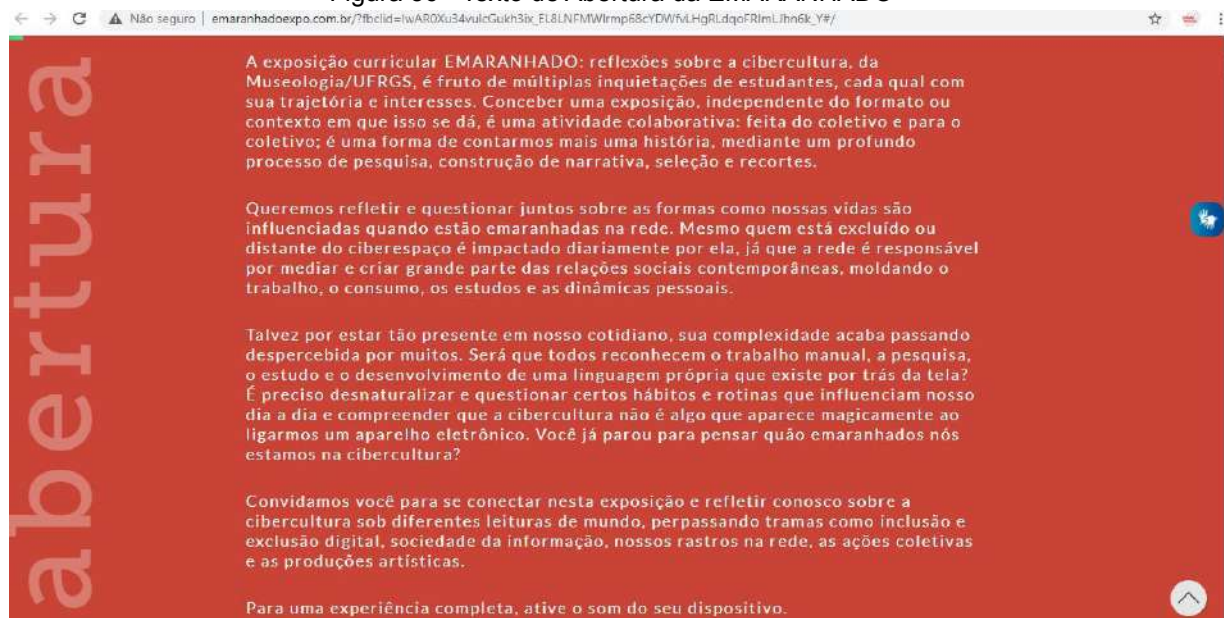 Não seguro
A exposição curricular EMARANHADO: reflexões sobre a cibercultura, da
Museologia/UFRGS, é fruto de múltiplas inquietações de estudantes, cada qual com
sua trajetória e interesses. Conceber uma exposição, independente do formato ou
contexto em que isso se dá, é uma atividade colaborativa: feita do coletivo e para o
coletivo; é uma forma de contarmos mais uma história, mediante um profundo
processo de pesquisa, construção de narrativa, seleção e recortes.
Queremos refletir e questionar juntos sobre as formas como nossas vidas são
influenciadas quando estão emaranhadas na rede. Mesmo quem está excluído ou
distante do ciberespaço é impactado diariamente por ela, já que a rede é responsável
por mediar e criar grande parte das relações sociais contemporâneas, moldando o
trabalho, o consumo, os estudos e as dinâmicas pessoais.
Talvez por estar tão presente em nosso cotidiano, sua complexidade acaba passando
despercebida por muitos. Será que todos reconhecem o trabalho manual, a pesquisa,
o estudo e o desenvolvimento de uma linguagem própria que existe por trás da tela?
É preciso desnaturalizar e questionar certos hábitos e rotinas que influenciam nosso
dia a dia e compreender que a cibercultura não é algo que aparece magicamente ao
ligarmos um aparelho eletrônico. Você já parou para pensar quão emaranhados nós
estamos na cibercultura?
Convidamos você para se conectar nesta exposição e refletir conosco sobre a
cibercultura sob diferentes leituras de mundo, perpassando tramas como inclusão e
exclusão digital, sociedade da informação, nossos rastros na rede, as ações coletivas
e as produções artísticas.
Para uma experiência completa, ative o som do seu dispositivo.
abertura